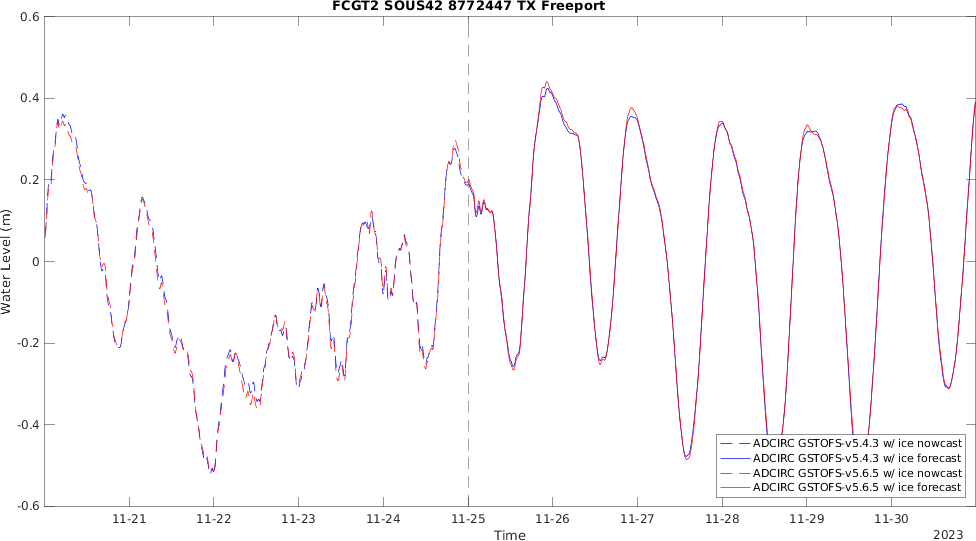 FCGT2 SOUS42 8772447 TX Freeport
0.6
0.4
0.2
0
-0.2
-0.4
-0.6
Water Level (m)
ADCIRC GSTOFS-v5.4.3 w/ ice nowcast
ADCIRC GSTOFS-v5.4.3 w/ ice forecast
ADCIRC GSTOFS-v5.6.5 w/ ice nowcast
ADCIRC GSTOFS-v5.6.5 w/ ice forecast
11-21 11-22 11-23 11-24 11-25 11-26 11-27 11-28 11-29 11-30
Time
2023